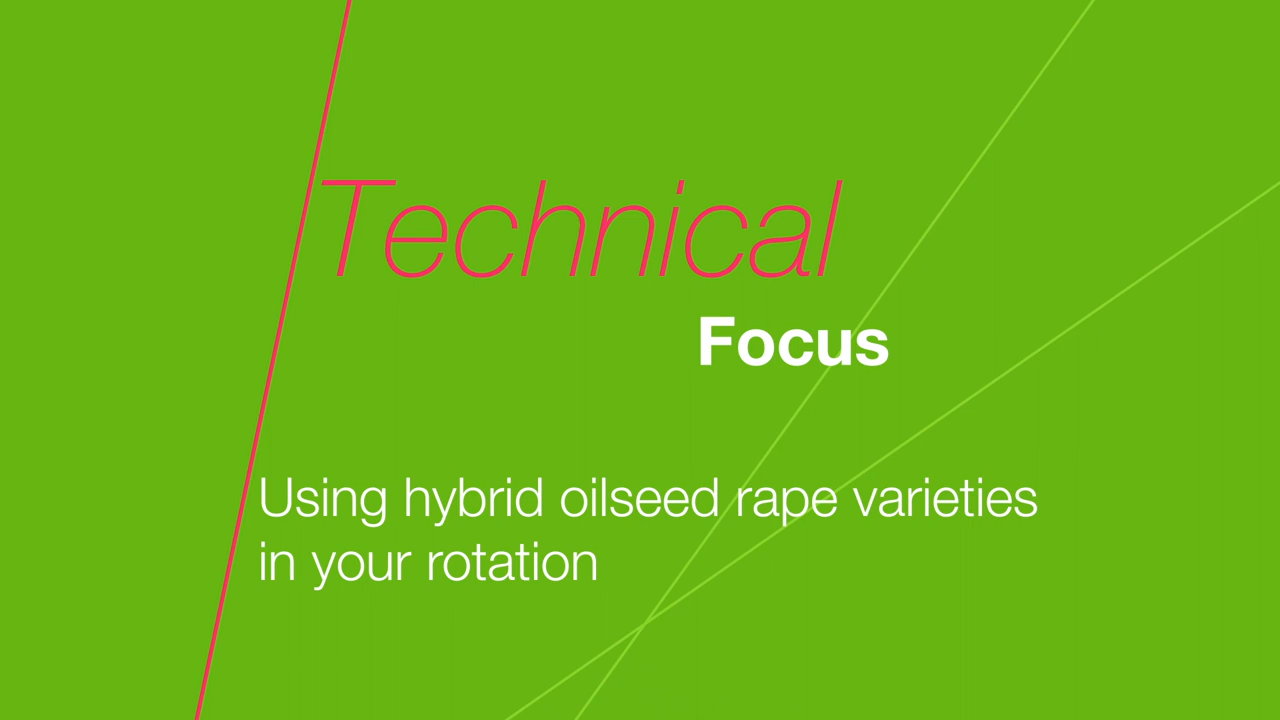 Technical
Focus
Using hybrid oilseed rape varieties
in your rotation